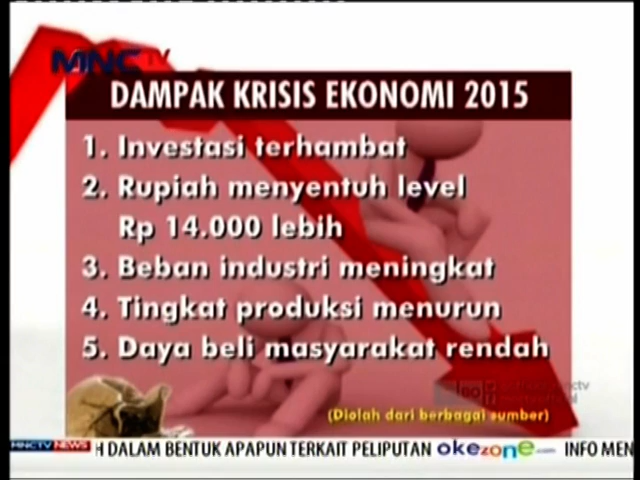 MNCTV
DAMPAK KRISIS EKONOMI 2015
1. Investasi terhambat
2. Rupiah menyentuh level
Rp 14.000 lebih
3. Beban industri meningkat
4. Tingkat produksi menurun
5. Daya beli masyarakat rendah
(Diolah dari berbagai sumber)
MNCTV NEWS H DALAM BENTUK APAPUN TERKAIT PELIPUTAN okezone.com INFO MEN